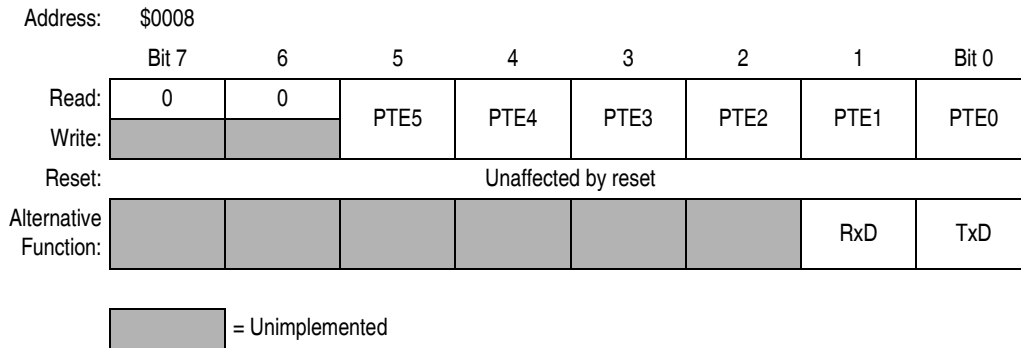 Address: $0008
Bit 7 6 5 4 3 2 1 Bit 0
Read: 0 0 PTE5 PTE4 PTE3 PTE2 PTE1 PTE0
Write:
Reset: Unaffected by reset
Alternative
Function: RxD TxD
= Unimplemented